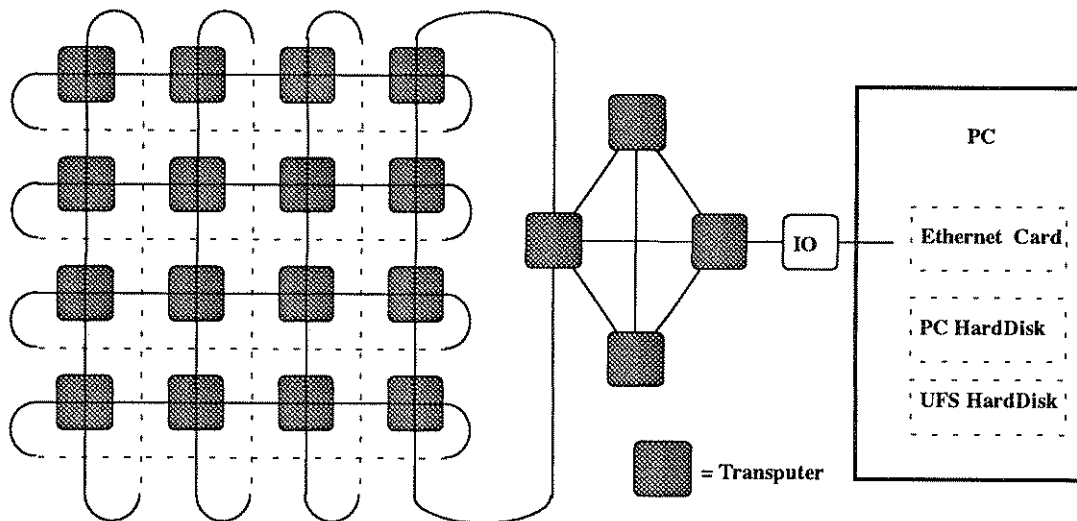 PC
IO
Ethernet Card
PC HardDisk
UFS HardDisk
= Transputer